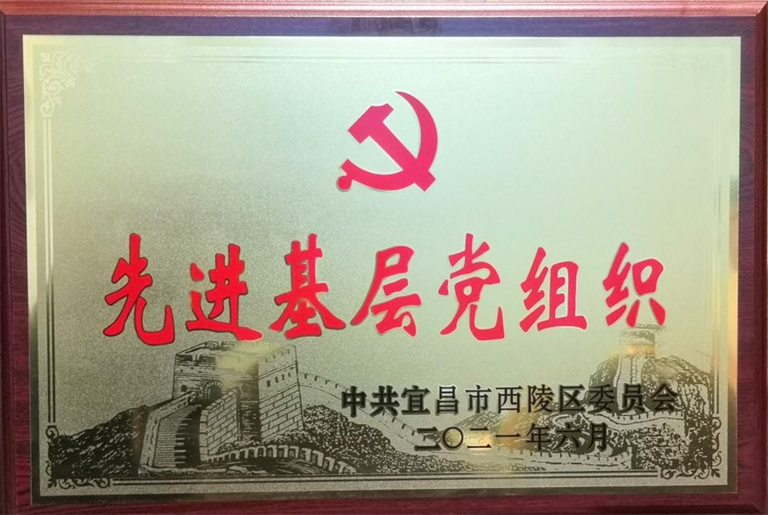 先进基层党组织
中共宜昌市西陵区委员会
二〇二一年六月